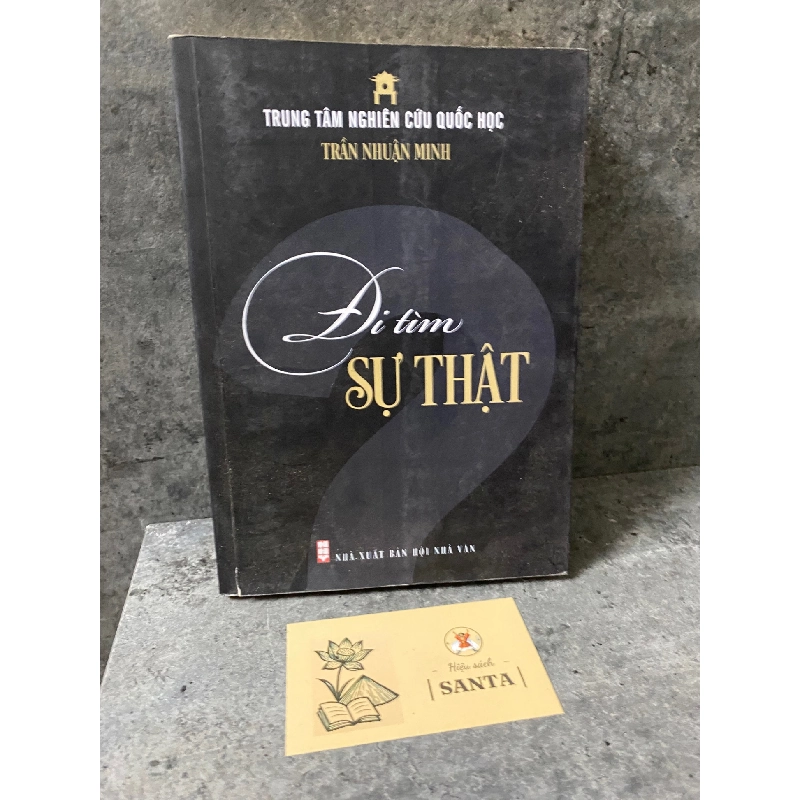 TRUNG TÂM NGHIÊN CỨU QUỐC HỌC
TRẦN NHUẬN MINH
Đi tìm
SỰ THẬT
NHÀ XUẤT BẢN HỘI NHÀ VĂN
Hiệu sách
SANTA